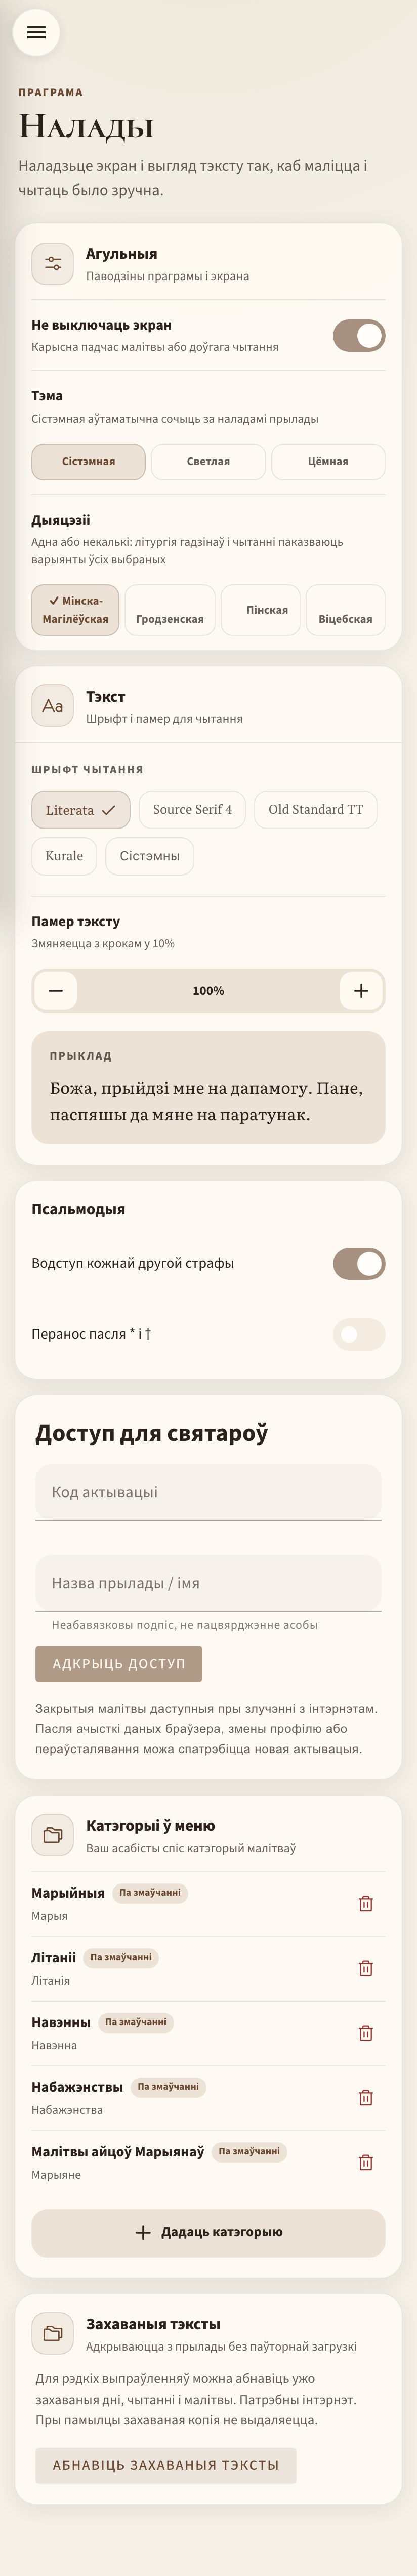 ПРАГРАМА
Налады
Наладзьце экран і выгляд тэксту так, каб маліцца і
чытаць было зручна.
Агульныя
Паводзіны праграмы і экрана
Не выключаць экран
Карысна падчас малітвы або доўгага чытання
Тэма
Сістэмная аўтаматычна сочыць за наладамі прылады
Сістэмная
Светлая
Цёмная
Дыяцэзіі
Адна або некалькі: літургія гадзінаў і чытанні паказваюць
варыянты ўсіх выбраных
✓ Мінска-
Магілёўская
Гродзенская
Пінская
Віцебская
Тэкст
Шрыфт і памер для чытання
ШРЫФТ ЧЫТАННЯ
Literata ✓
Source Serif 4
Old Standard TT
Kurale
Сістэмны
Памер тэксту
Змяняецца з крокам у 10%
− 100% +
ПРЫКЛАД
Божа, прыйдзі мне на дапамогу. Пане,
паспяшы да мяне на паратунак.
Псальмодыя
Водступ кожнай другой страфы
Перанос пасля * і †
Доступ для святароў
Код актывацыі
Назва прылады / імя
Неабавязковы подпіс, не пацвярджэнне асобы
АДКРЫЦЬ ДОСТУП
Закрытыя малітвы даступныя пры злучэнні з інтэрнэтам.
Пасля ачысткі даных браўзера, змены профілю або
пераўсталявання можа спатрэбіцца новая актывацыя.
Катэгорыі ў меню
Ваш асабісты спіс катэгорый малітваў
Марыйныя Па змаўчанні
Марыя
Літаніі Па змаўчанні
Літанія
Навэнны Па змаўчанні
Навэнна
Набажэнствы Па змаўчанні
Набажэнства
Малітвы айцоў Марыянаў Па змаўчанні
Марыяне
+ Дадаць катэгорыю
Захаваныя тэксты
Адкрываюцца з прылады без паўторнай загрузкі
Для рэдкіх выпраўленняў можна абнавіць ужо
захаваныя дні, чытанні і малітвы. Патрэбны інтэрнэт.
Пры памылцы захаваная копія не выдаляецца.
АБНАВІЦЬ ЗАХАВАНЫЯ ТЭКСТЫ